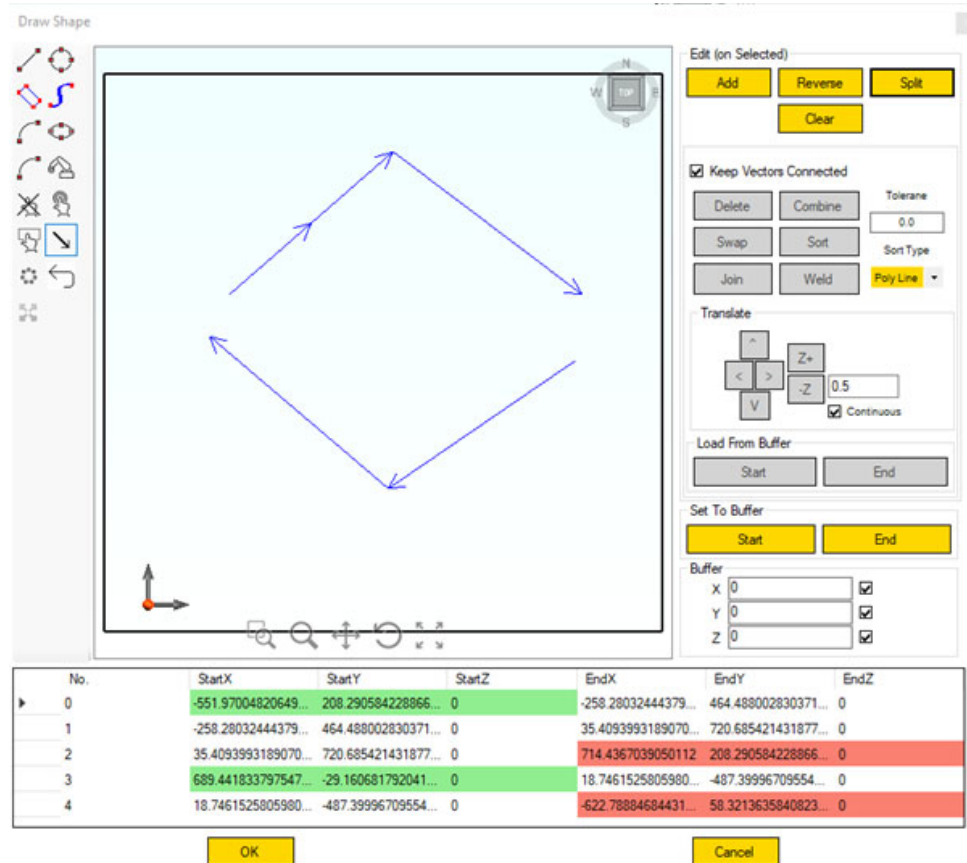 Draw Shape
Edit (on Selected)
Add Reverse Split
Clear
N
W TOP E
S
Keep Vectors Connected
Delete Combine Tolerane
0.0
Swap Sort Sort Type
Join Weld Poly Line
Translate
^
< > Z+
-Z 0.5
V Continuous
Load From Buffer
Start End
Set To Buffer
Start End
Buffer
X 0
Y 0
Z 0
No. StartX StartY StartZ EndX EndY EndZ
0 -551.97004820649... 208.290584228866... 0 -258.28032444379... 464.488002830371... 0
1 -258.28032444379... 464.488002830371... 0 35.4093993189070... 720.685421431877... 0
2 35.4093993189070... 720.685421431877... 0 714.4367039050112 208.290584228866... 0
3 689.441833797547... -29.160681792041... 0 18.7461525805980... -487.39996709554... 0
4 18.7461525805980... -487.39996709554... 0 -622.78884684431... 58.3213635840823... 0
OK Cancel